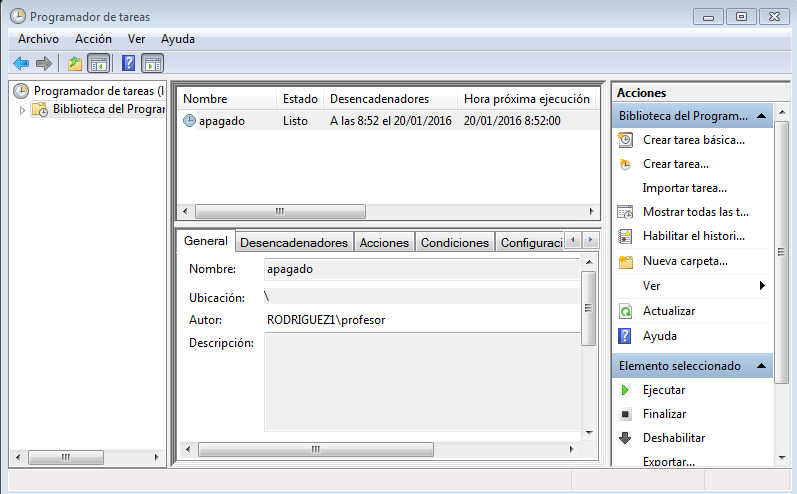 Programador de tareas
Archivo Acción Ver Ayuda
Programador de tareas (l
Biblioteca del Prograr
Nombre Estado Desencadenadores Hora próxima ejecución
apagado Listo A las 8:52 el 20/01/2016 20/01/2016 8:52:00
General Desencadenadores Acciones Condiciones Configuraci
Nombre: apagado
Ubicación: \
Autor: RODRIGUEZ1\profesor
Descripción:
Acciones
Biblioteca del Program...
Crear tarea básica...
Crear tarea...
Importar tarea...
Mostrar todas las t...
Habilitar el histori...
Nueva carpeta...
Ver
Actualizar
Ayuda
Elemento seleccionado
Ejecutar
Finalizar
Deshabilitar
Exportar...